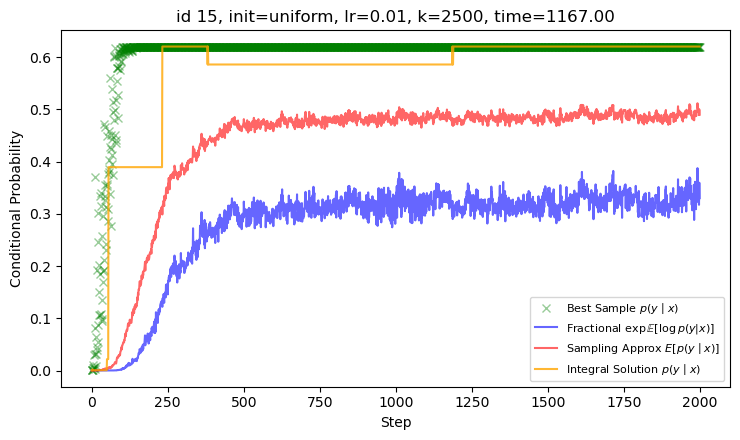 id 15, init=uniform, lr=0.01, k=2500, time=1167.00
Conditional Probability
0.6
0.5
0.4
0.3
0.2
0.1
0.0
Best Sample p(y | x)
Fractional exp 𝔼[log p(y|x)]
Sampling Approx E[p(y | x)]
Integral Solution p(y | x)
0
250
500
750
1000
1250
1500
1750
2000
Step